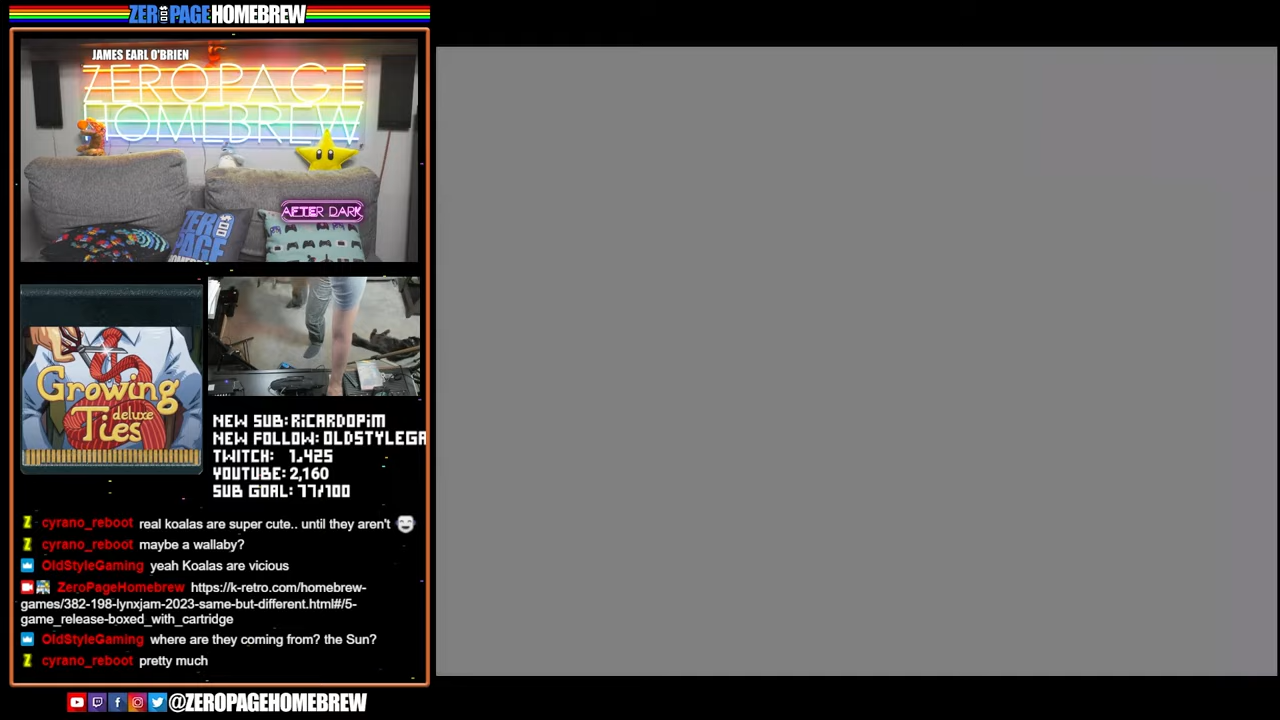 ZEROPAGE HOMEBREW
JAMES EARL O'BRIEN
ZEROPAGE
HOMEBREW
AFTER DARK
ZERO
PAGE
Growing
deluxe
Ties
NEW SUB: RICARDOPIM
NEW FOLLOW: OLDSTYLEGA
TWITCH: 1,425
YOUTUBE: 2,160
SUB GOAL: 77/100
cyrano_reboot real koalas are super cute.. until they aren't
cyrano_reboot maybe a wallaby?
OldStyleGaming yeah Koalas are vicious
ZeroPageHomebrew https://k-retro.com/homebrew-
games/382-198-lynxjam-2023-same-but-different.html#/5-
game_release-boxed_with_cartridge
OldStyleGaming where are they coming from? the Sun?
cyrano_reboot pretty much
@ZEROPAGEHOMEBREW